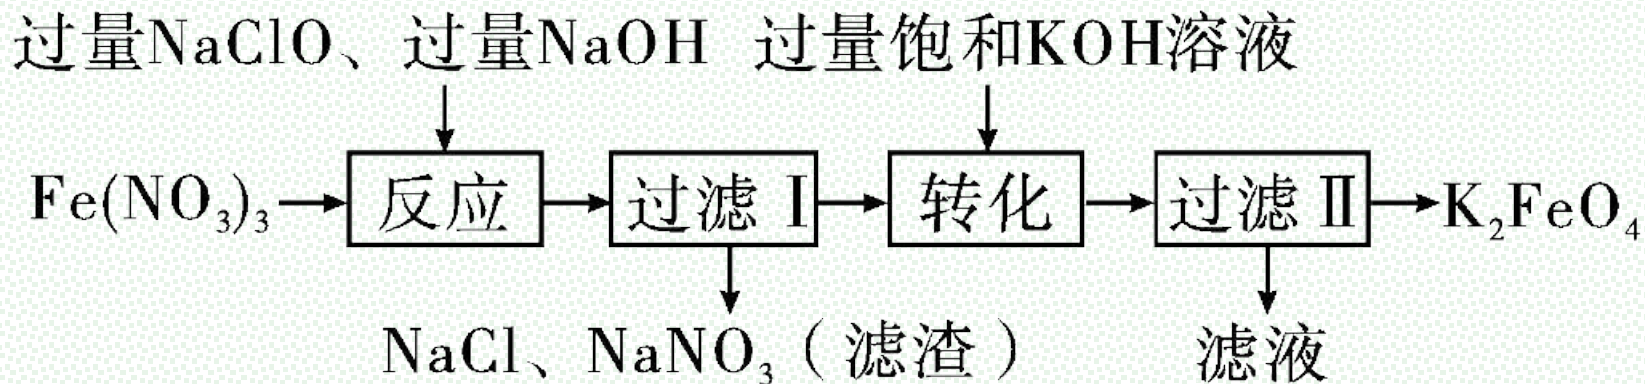 过量NaClO、过量NaOH 过量饱和KOH溶液
Fe(NO₃)₃ 反应 过滤Ⅰ 转化 过滤Ⅱ K₂FeO₄
NaCl、NaNO₃（滤渣） 滤液